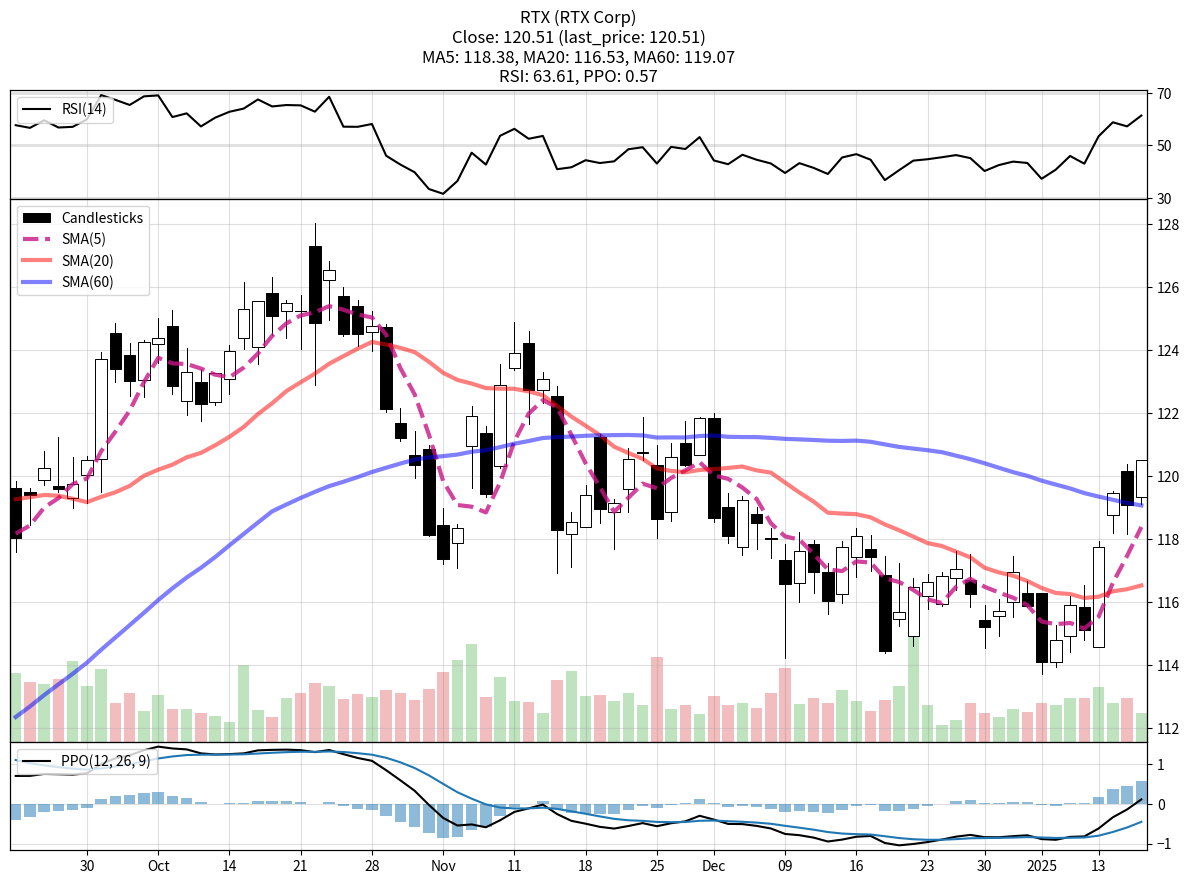 RTX (RTX Corp)
Close: 120.51 (last_price: 120.51)
MA5: 118.38, MA20: 116.53, MA60: 119.07
RSI: 63.61, PPO: 0.57
RSI(14)
70
50
30
Candlesticks
SMA(5)
SMA(20)
SMA(60)
128
126
124
122
120
118
116
114
112
PPO(12, 26, 9)
1
0
−1
30 Oct 14 21 28 Nov 11 18 25 Dec 09 16 23 30 2025 13